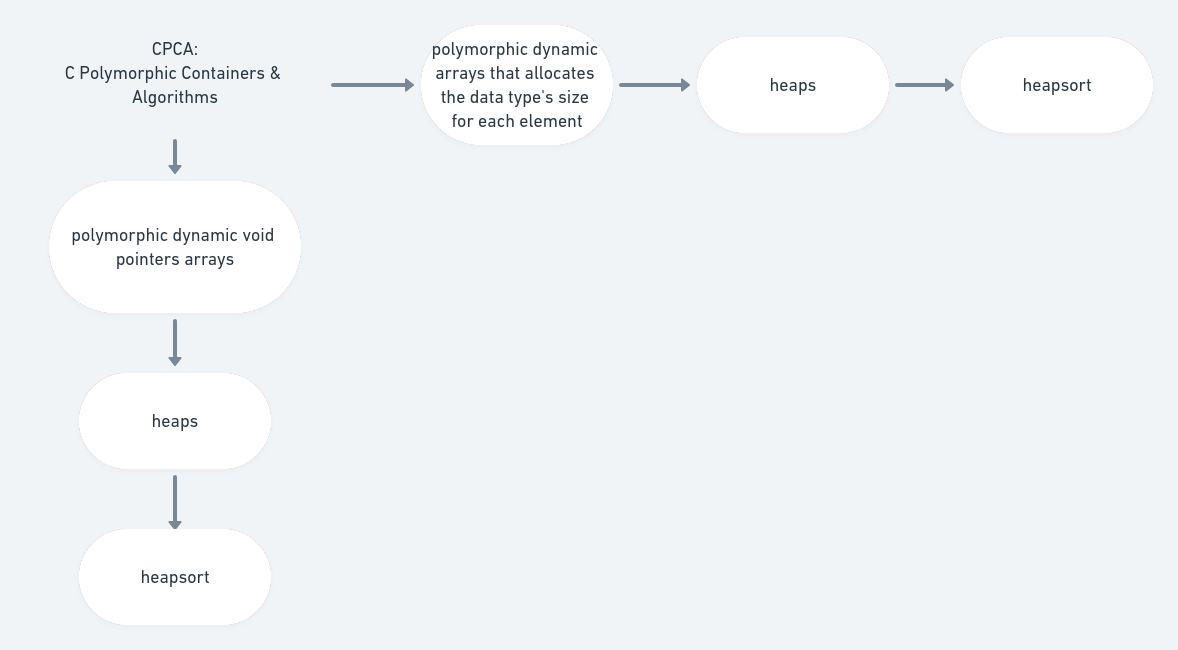 CPCA:
C Polymorphic Containers &
Algorithms
polymorphic dynamic
arrays that allocates
the data type's size
for each element
heaps
heapsort
polymorphic dynamic void
pointers arrays
heaps
heapsort